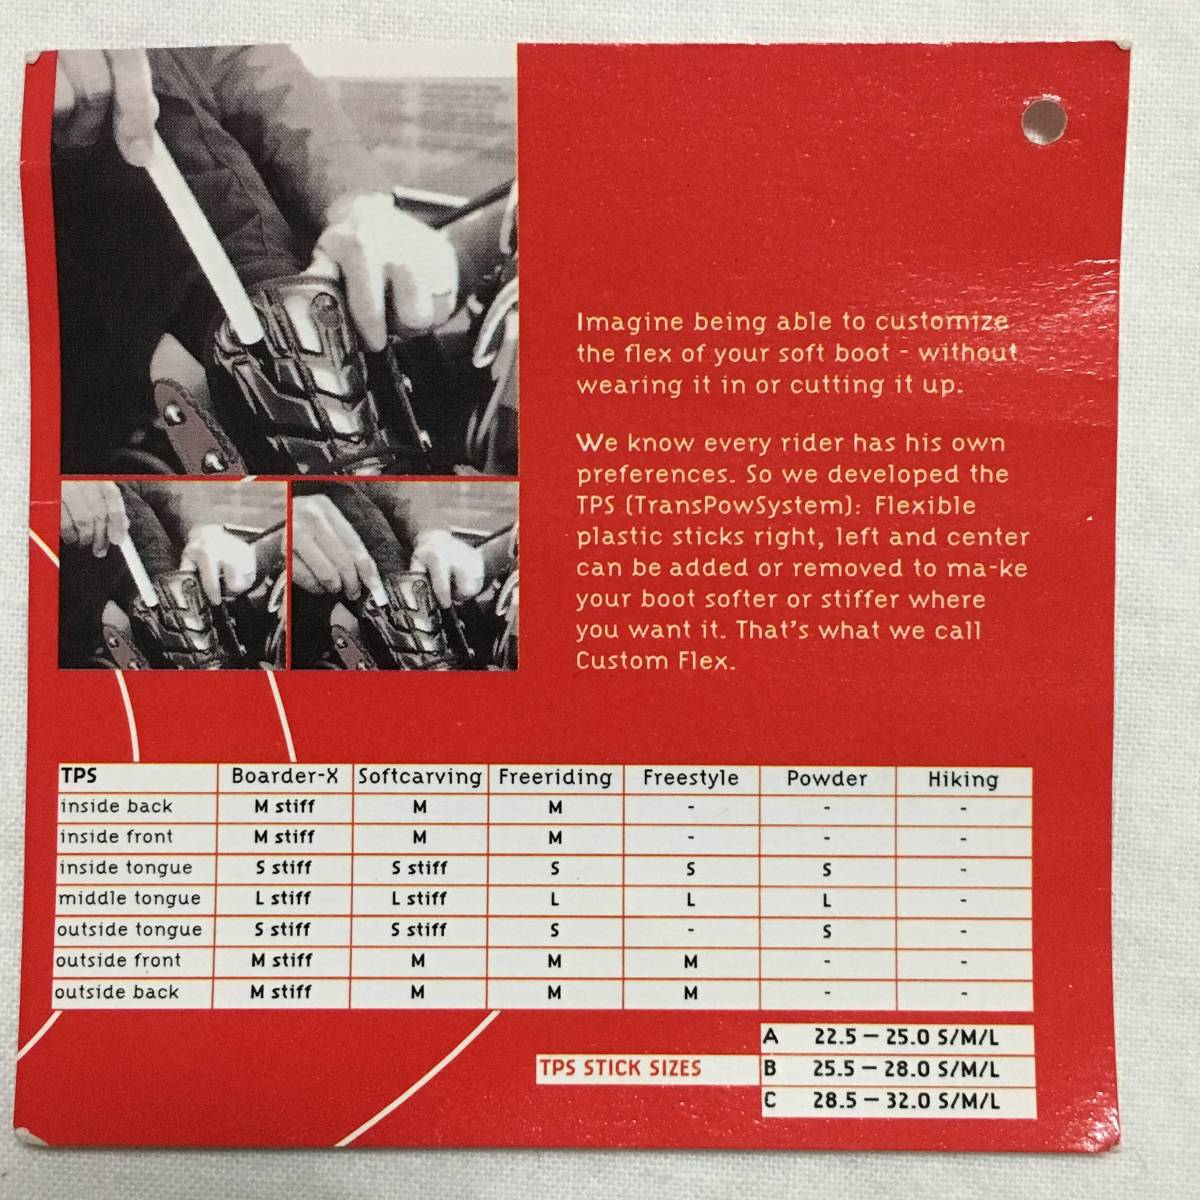 Imagine being able to customize
the flex of your soft boot - without
wearing it in or cutting it up.
We know every rider has his own
preferences. So we developed the
TPS (TransPowSystem): Flexible
plastic sticks right, left and center
can be added or removed to ma-ke
your boot softer or stiffer where
you want it. That's what we call
Custom Flex.
TPS Boarder-X Softcarving Freeriding Freestyle Powder Hiking
inside back M stiff M M - - -
inside front M stiff M M - - -
inside tongue S stiff S stiff S S S -
middle tongue L stiff L stiff L L L -
outside tongue S stiff S stiff S - S -
outside front M stiff M M M - -
outside back M stiff M M M - -
A 22.5 — 25.0 S/M/L
TPS STICK SIZES B 25.5 — 28.0 S/M/L
C 28.5 — 32.0 S/M/L